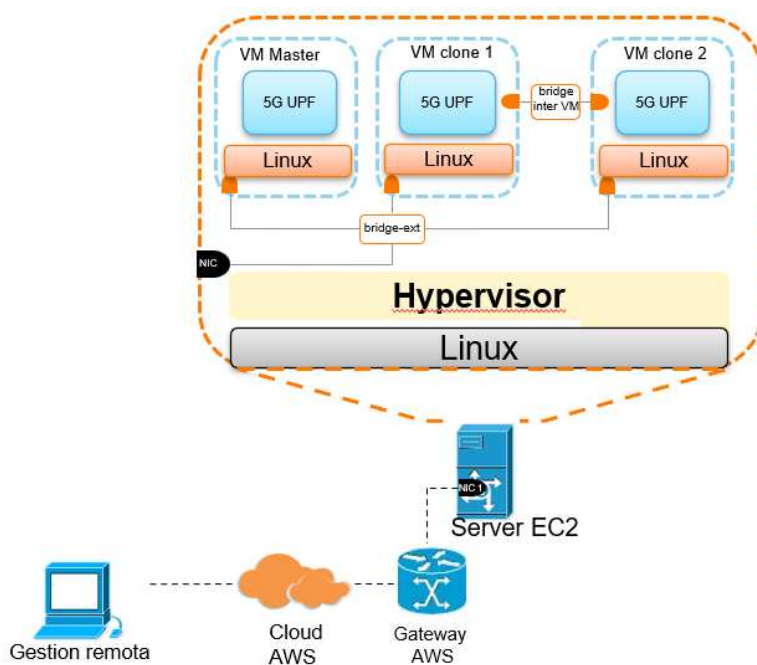 VM Master
VM clone 1
VM clone 2
5G UPF
5G UPF
bridge
inter VM
5G UPF
Linux
Linux
Linux
bridge-ext
NIC
Hypervisor
Linux
NIC 1
Server EC2
Gestion remota
Cloud
AWS
Gateway
AWS